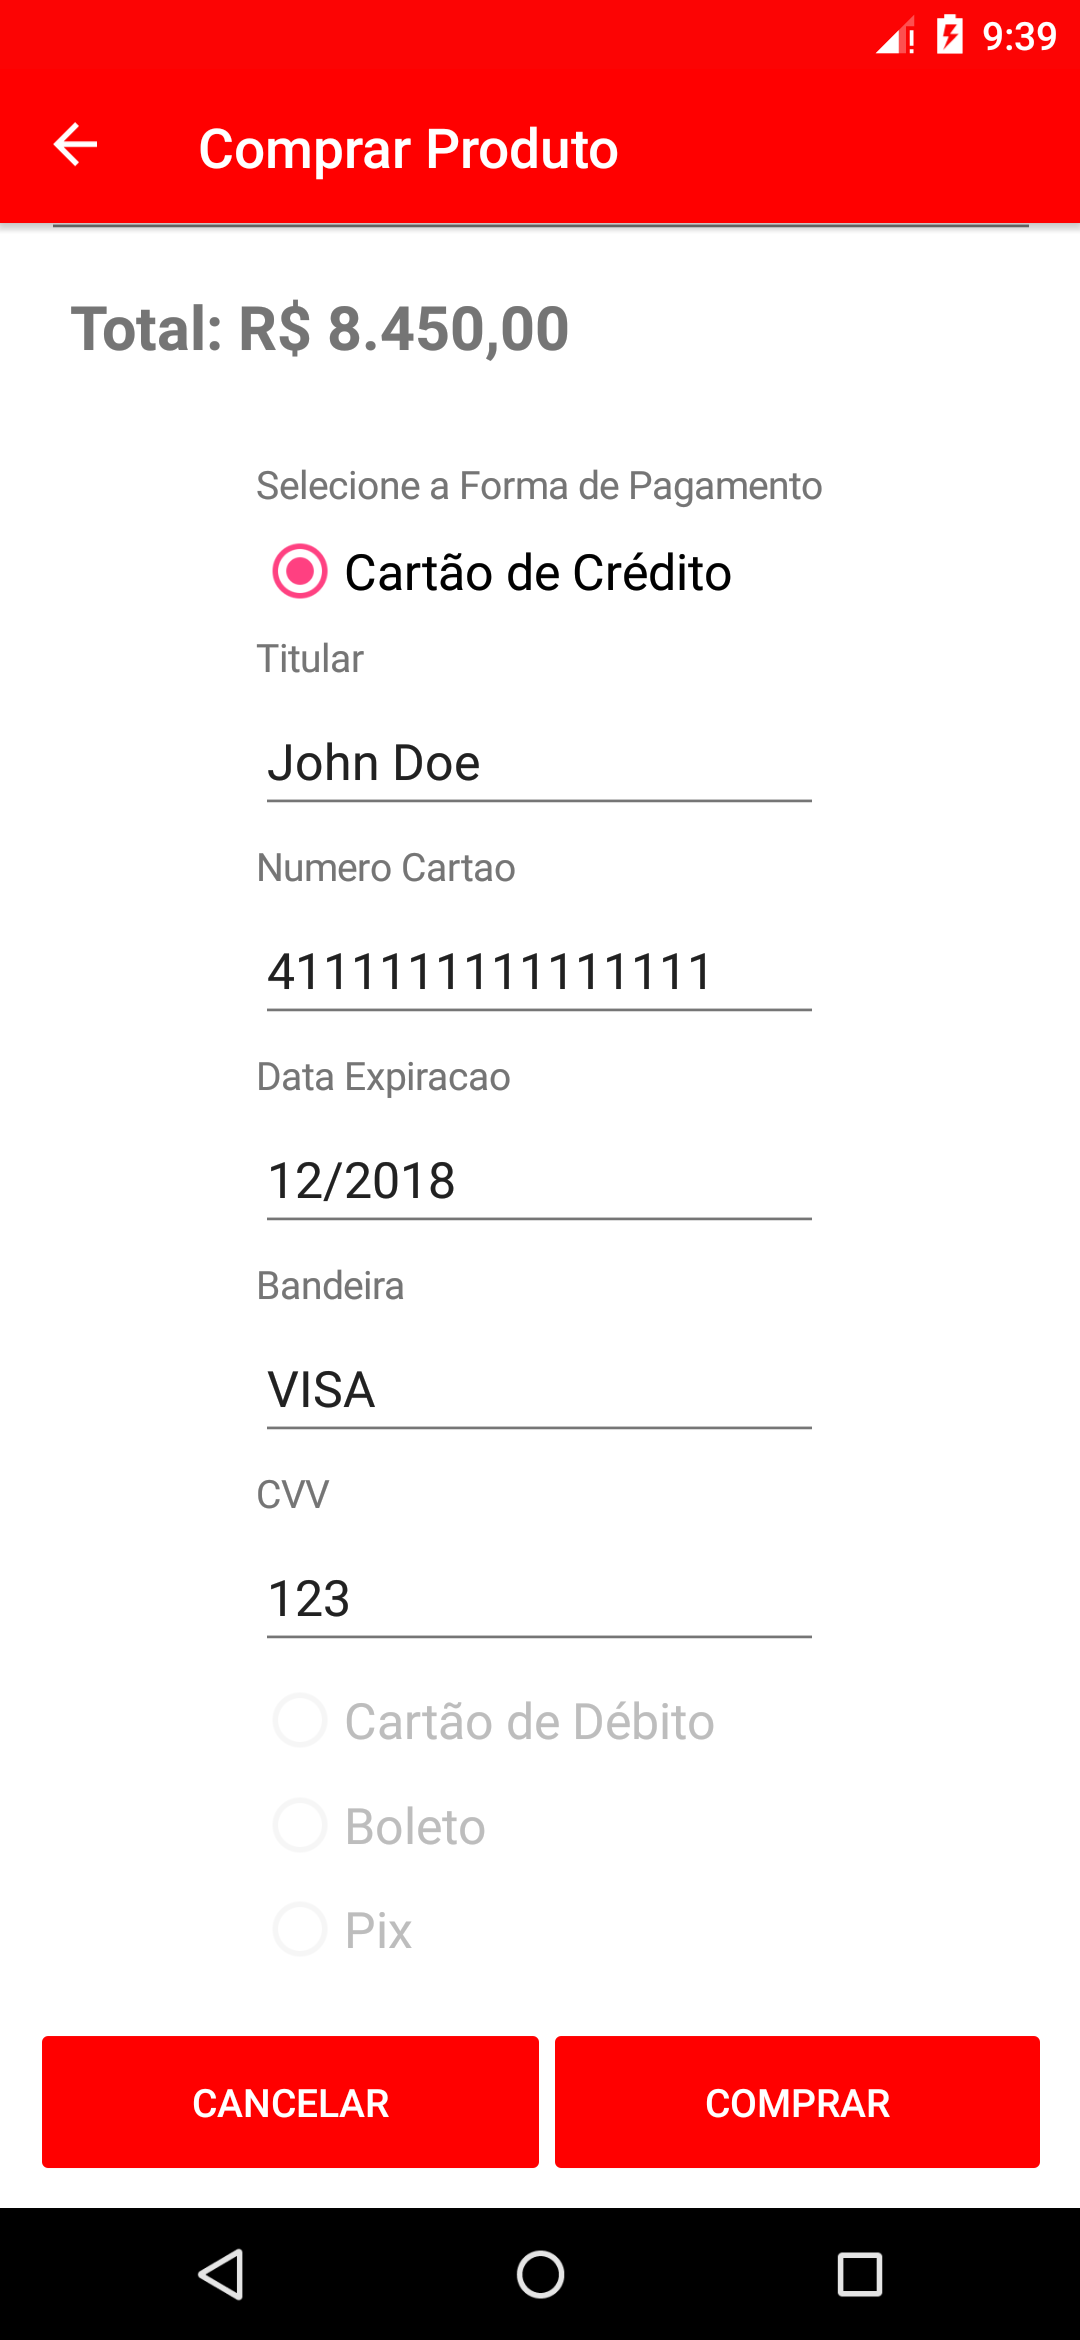 9:39
Comprar Produto
Total: R$ 8.450,00
Selecione a Forma de Pagamento
Cartão de Crédito
Titular
John Doe
Numero Cartao
4111111111111111
Data Expiracao
12/2018
Bandeira
VISA
CVV
123
Cartão de Débito
Boleto
Pix
CANCELAR
COMPRAR